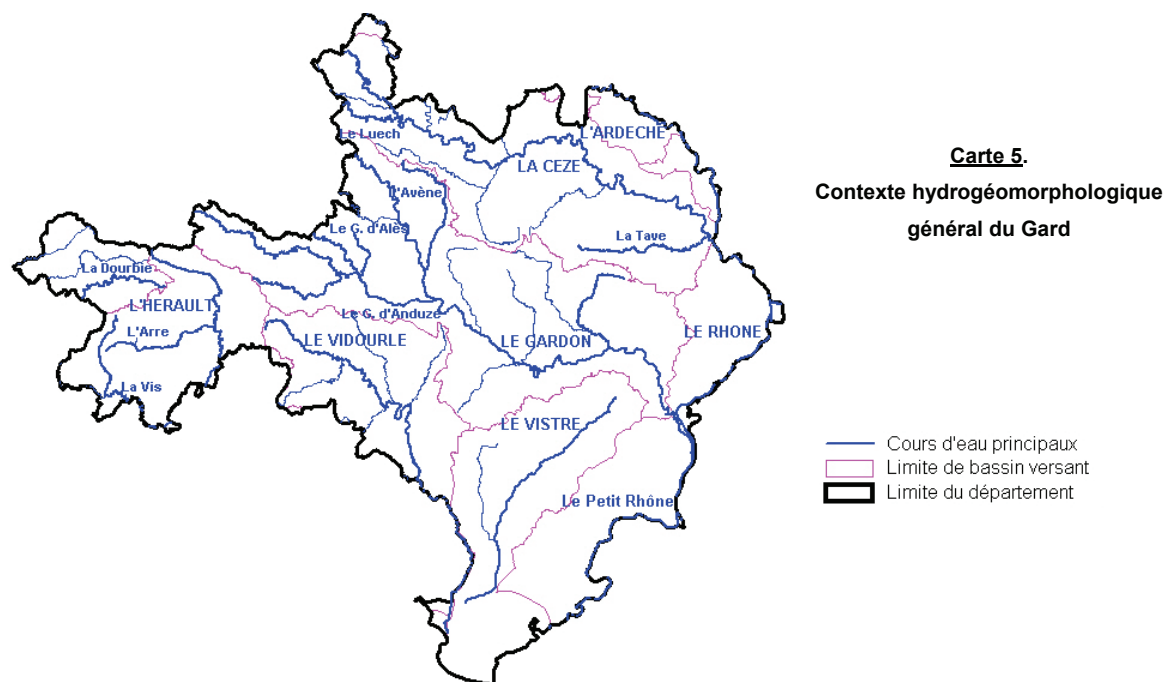 Le Luech
L'ARDECHE
LA CEZE
L'Avène
Le G. d'Alès
La Tave
La Dourbie
L'HERAULT
Le G. d'Anduze
L'Arre
LE VIDOURLE
LE GARDON
LE RHONE
La Vis
LE VISTRE
Le Petit Rhône
Carte 5.
Contexte hydrogéomorphologique
général du Gard
Cours d'eau principaux
Limite de bassin versant
Limite du département